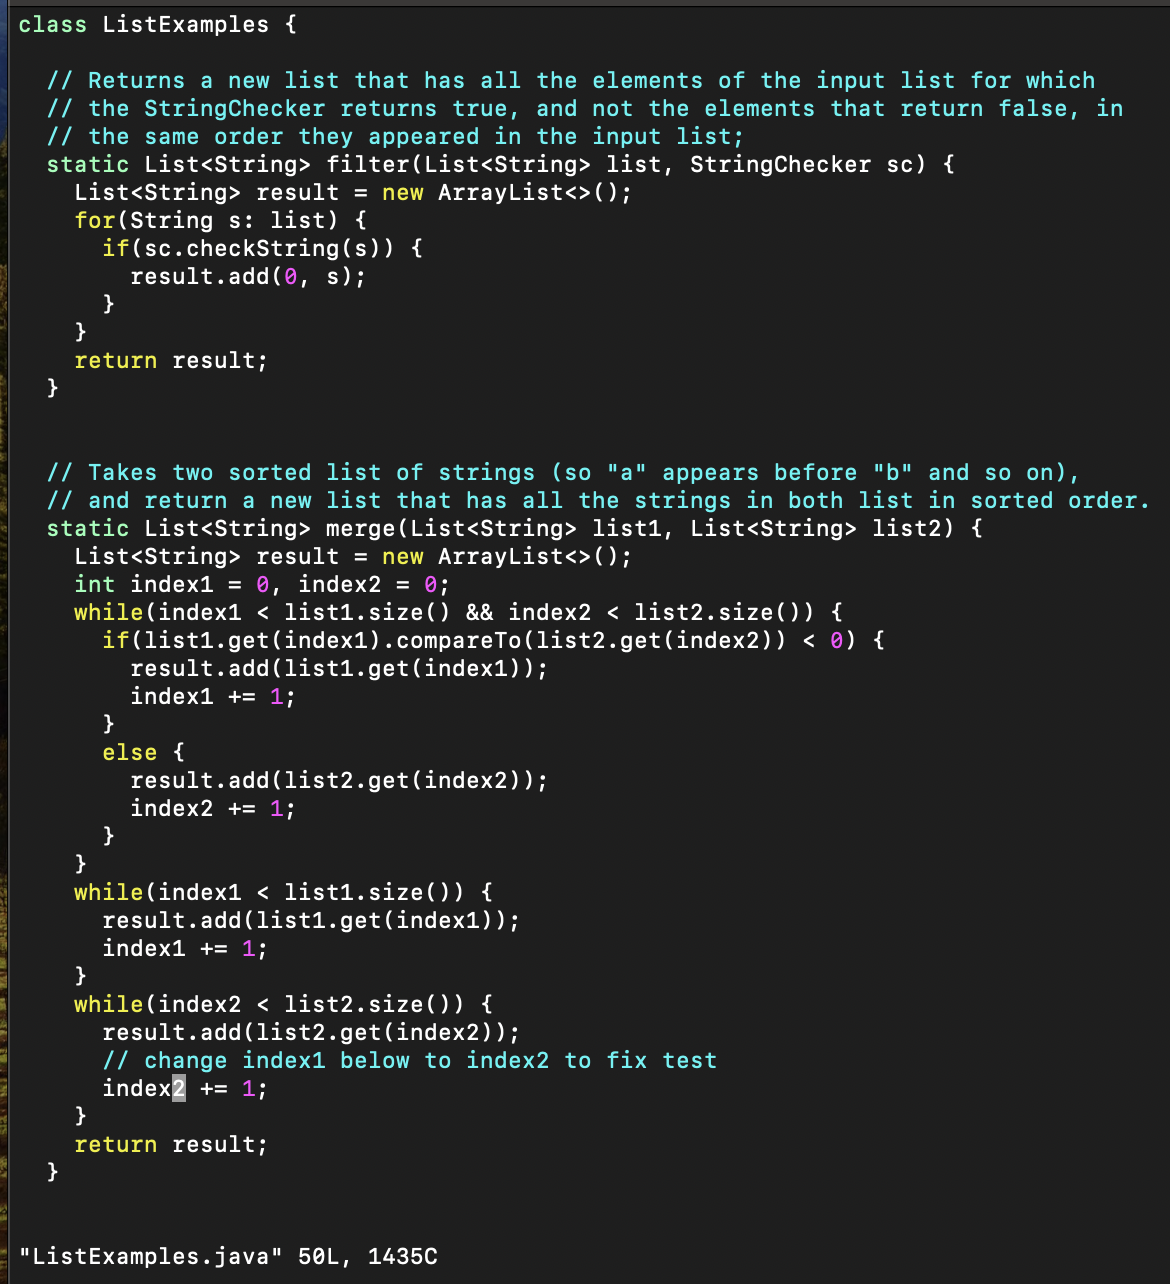 class ListExamples {
  // Returns a new list that has all the elements of the input list for which
  // the StringChecker returns true, and not the elements that return false, in
  // the same order they appeared in the input list;
  static List<String> filter(List<String> list, StringChecker sc) {
    List<String> result = new ArrayList<>();
    for(String s: list) {
      if(sc.checkString(s)) {
        result.add(0, s);
      }
    }
    return result;
  }
  // Takes two sorted list of strings (so "a" appears before "b" and so on),
  // and return a new list that has all the strings in both list in sorted order.
  static List<String> merge(List<String> list1, List<String> list2) {
    List<String> result = new ArrayList<>();
    int index1 = 0, index2 = 0;
    while(index1 < list1.size() && index2 < list2.size()) {
      if(list1.get(index1).compareTo(list2.get(index2)) < 0) {
        result.add(list1.get(index1));
        index1 += 1;
      }
      else {
        result.add(list2.get(index2));
        index2 += 1;
      }
    }
    while(index1 < list1.size()) {
      result.add(list1.get(index1));
      index1 += 1;
    }
    while(index2 < list2.size()) {
      result.add(list2.get(index2));
      // change index1 below to index2 to fix test
      index2 += 1;
    }
    return result;
  }
"ListExamples.java" 50L, 1435C